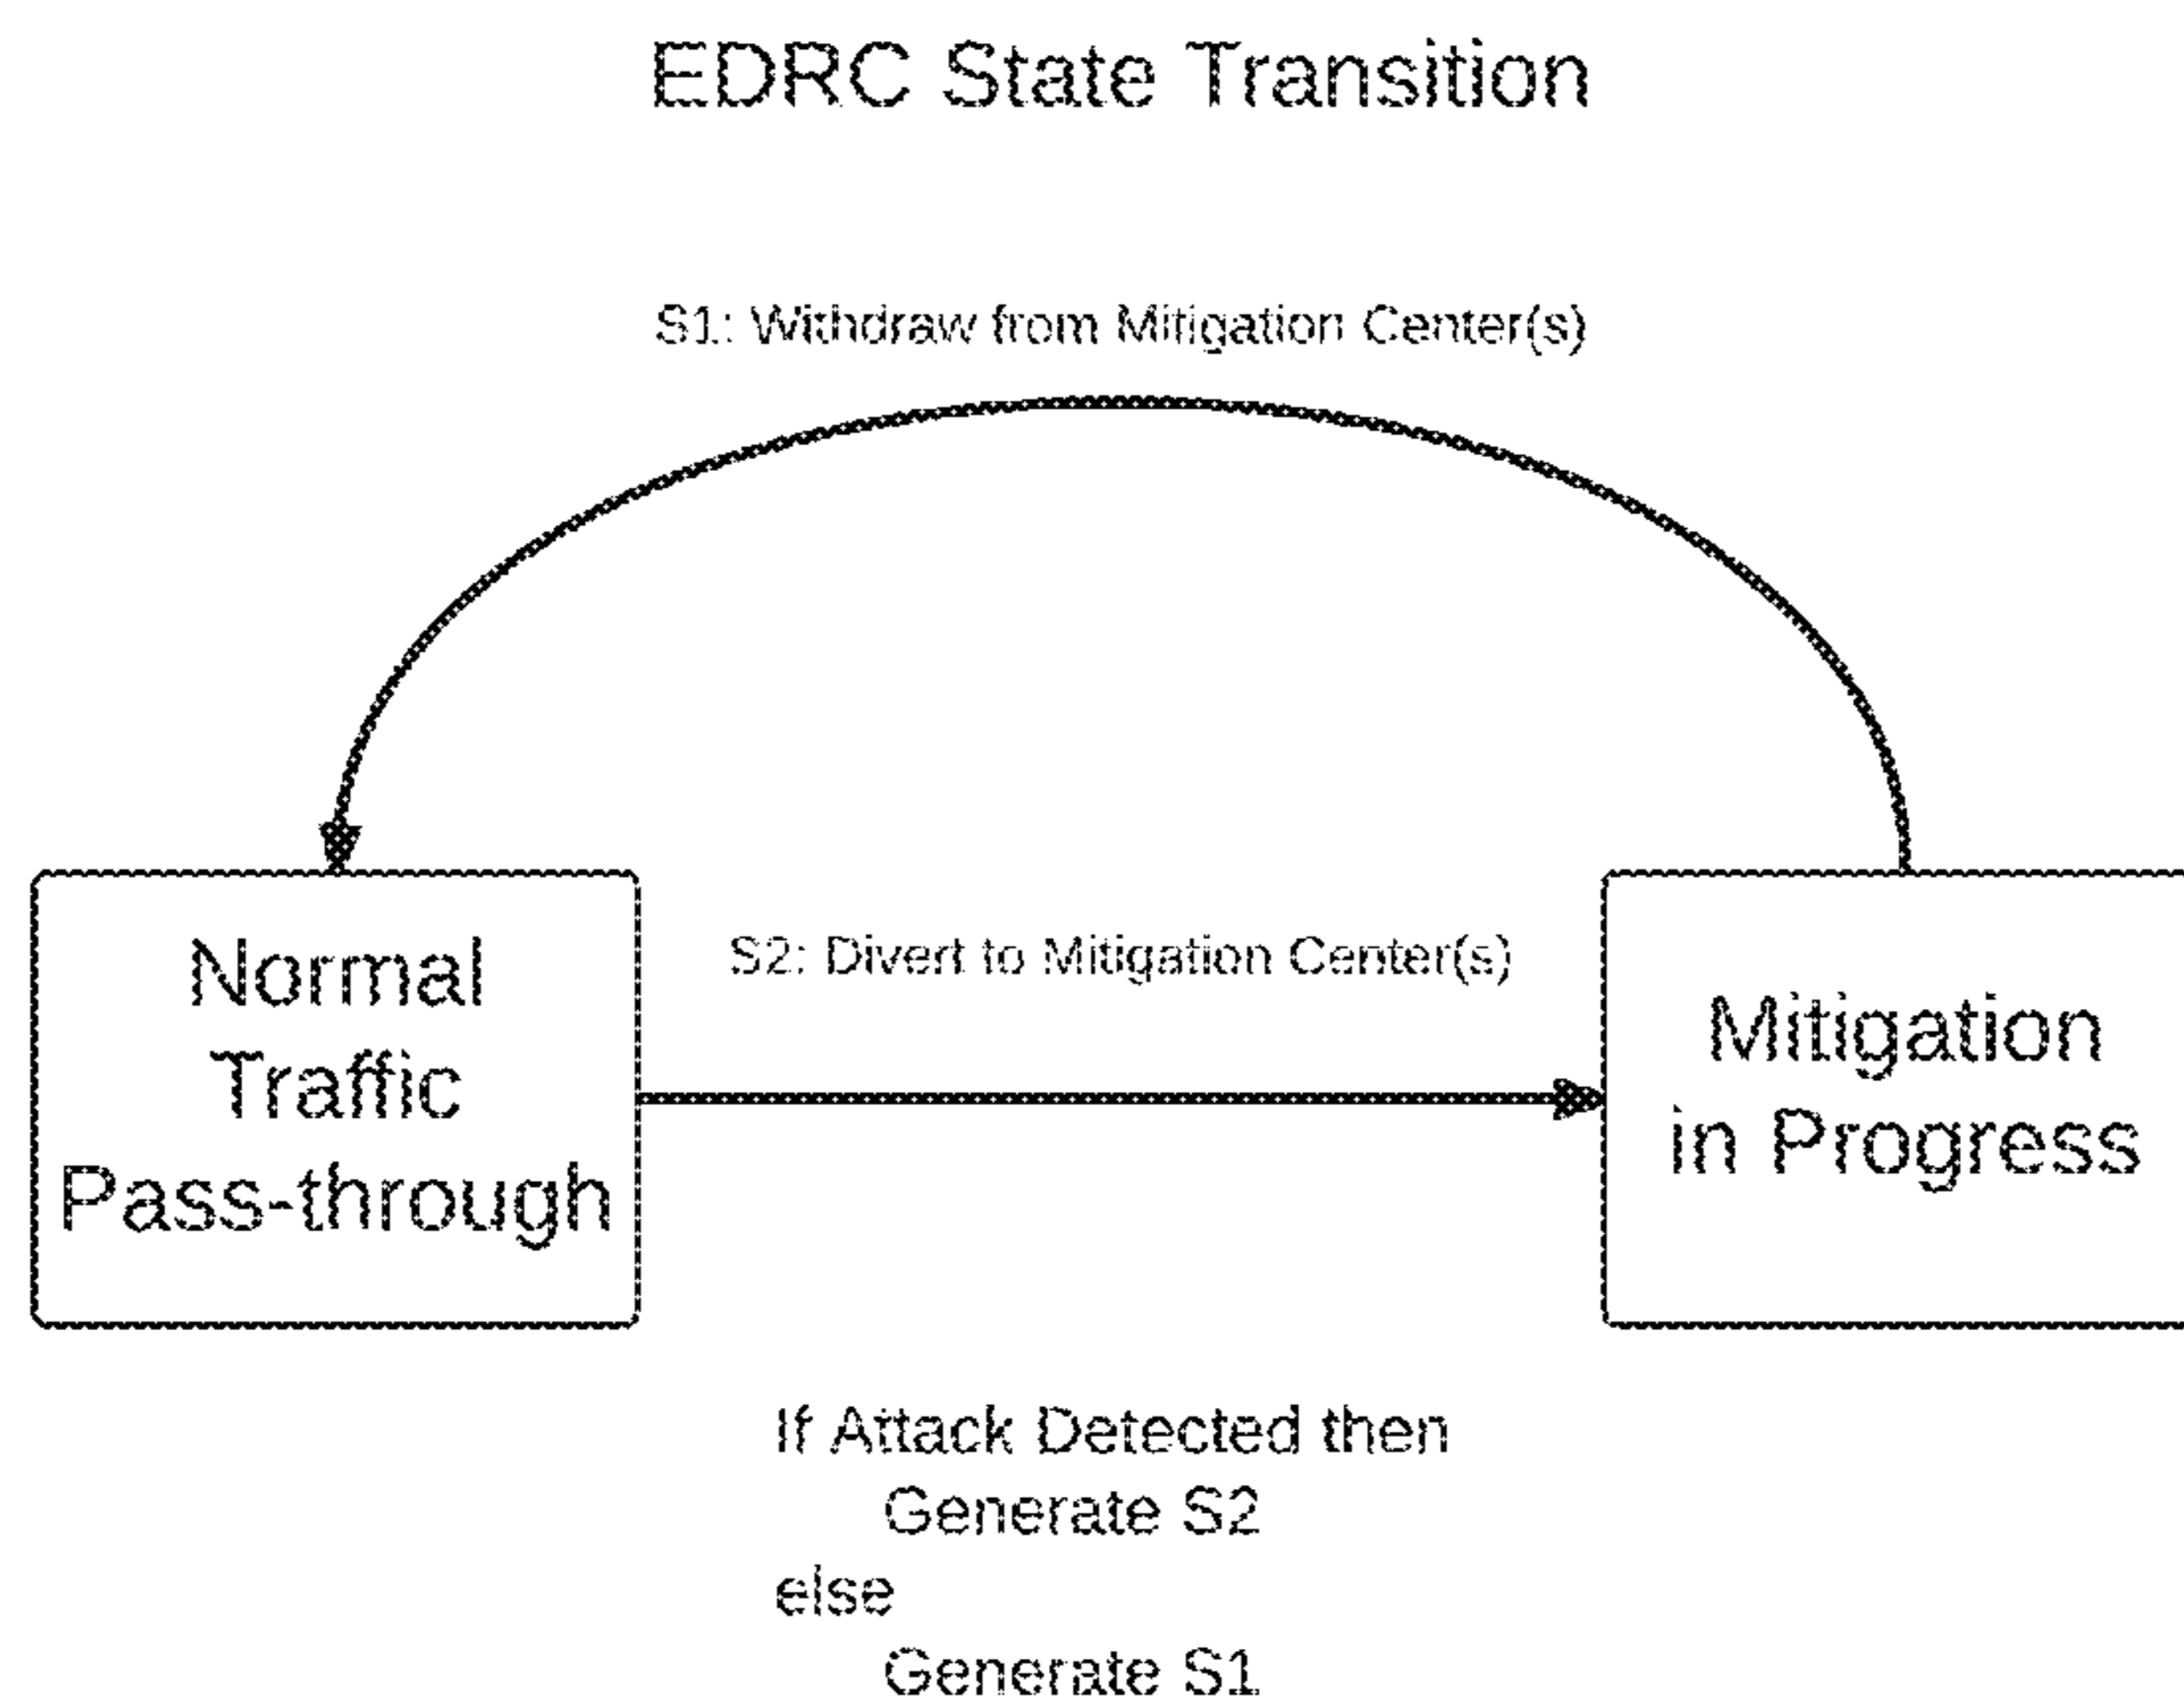 EDRC State Transition
S1: Withdraw from Mitigation Center(s)
Normal
Traffic
Pass-through
S2: Divert to Mitigation Center(s)
Mitigation
in Progress
If Attack Detected then
Generate S2
else
Generate S1